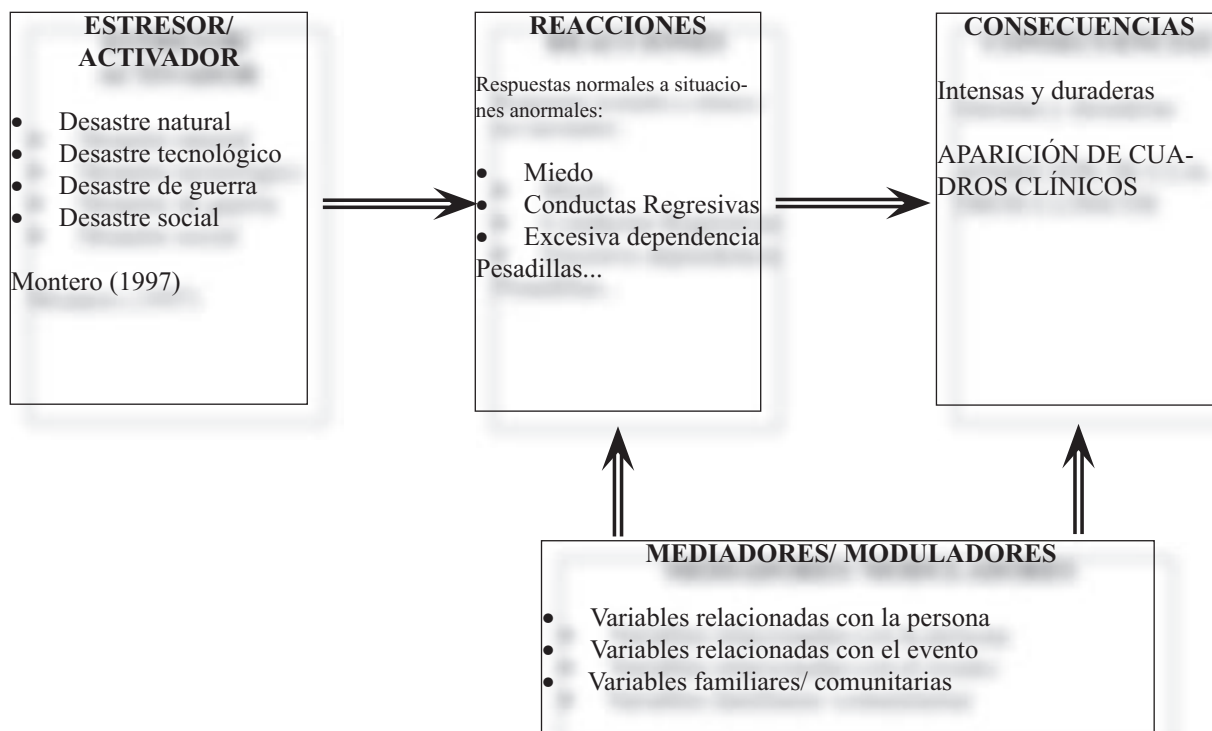 ESTRESOR/
ACTIVADOR
• Desastre natural
• Desastre tecnológico
• Desastre de guerra
• Desastre social
Montero (1997)
REACCIONES
Respuestas normales a situacio-
nes anormales:
• Miedo
• Conductas Regresivas
• Excesiva dependencia
Pesadillas...
CONSECUENCIAS
Intensas y duraderas
APARICIÓN DE CUA-
DROS CLÍNICOS
MEDIADORES/ MODULADORES
• Variables relacionadas con la persona
• Variables relacionadas con el evento
• Variables familiares/ comunitarias